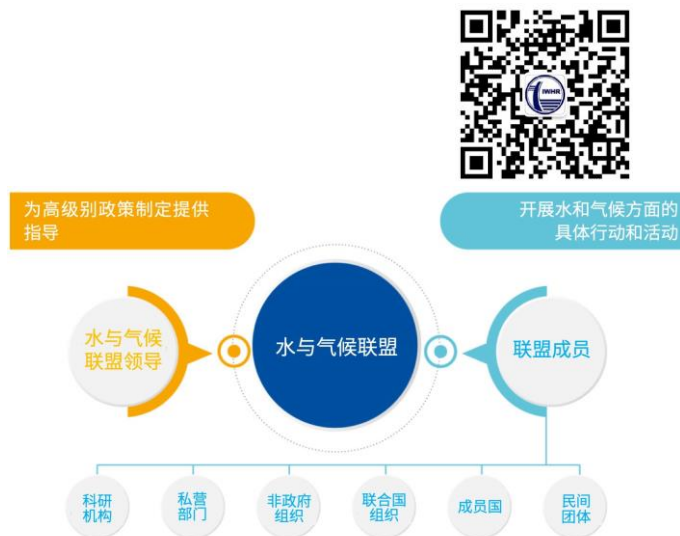 IWHR
为高级别政策制定提供
指导
开展水和气候方面的
具体行动和活动
水与气候
联盟领导
水与气候联盟
联盟成员
科研
机构
私营
部门
非政府
组织
联合国
组织
成员国
民间
团体